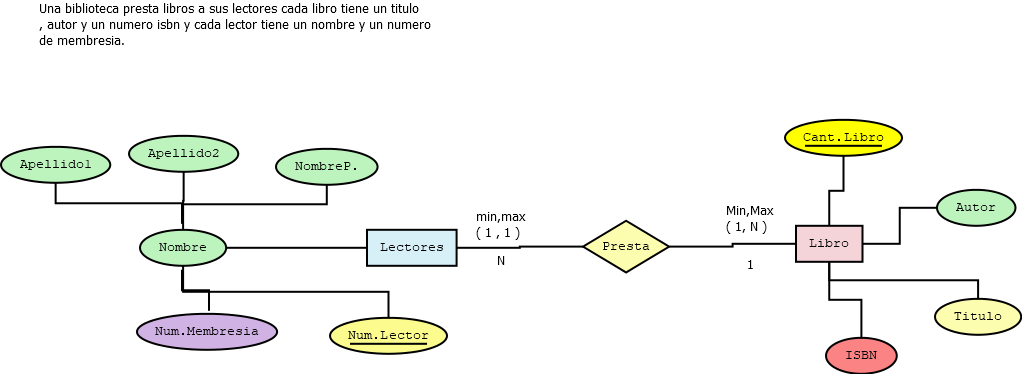 Una biblioteca presta libros a sus lectores cada libro tiene un titulo
, autor y un numero isbn y cada lector tiene un nombre y un numero
de membresia.
Cant.Libro
Apellido1
Apellido2
NombreP.
Autor
min,max
( 1 , 1 )
Min,Max
( 1, N )
Nombre
Lectores
Presta
Libro
N
1
Num.Membresia
Num.Lector
Titulo
ISBN